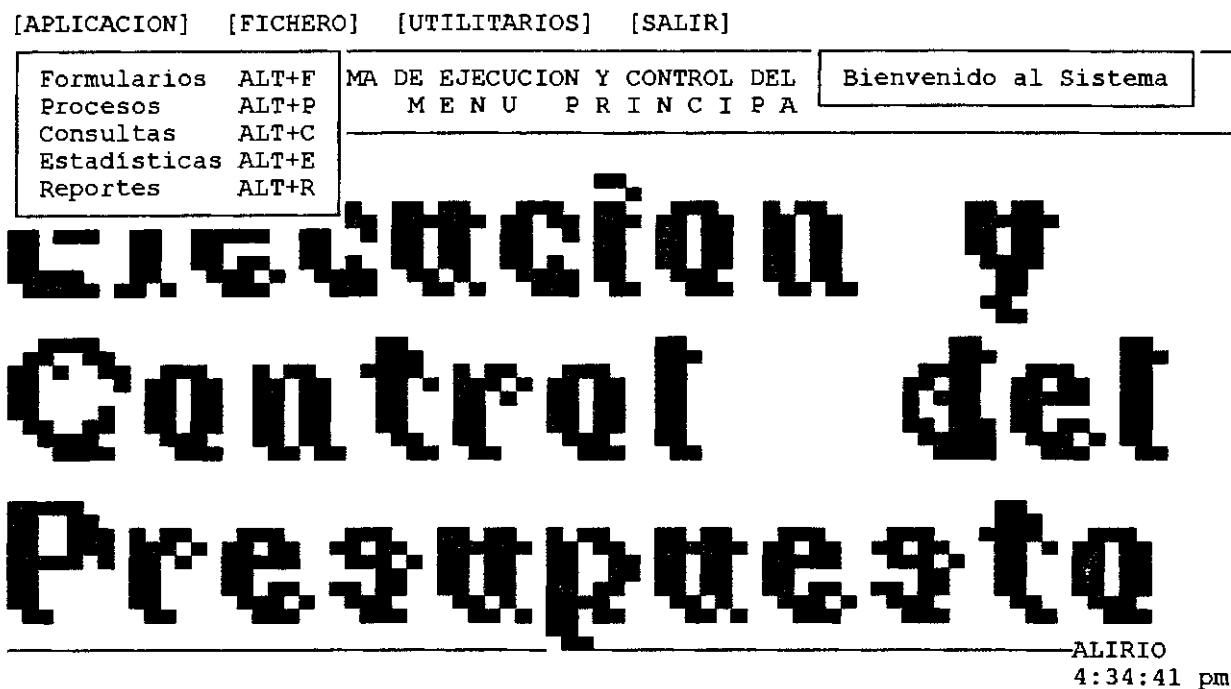 [APLICACION] [FICHERO] [UTILITARIOS] [SALIR]
Formularios ALT+F
Procesos ALT+P
Consultas ALT+C
Estadísticas ALT+E
Reportes ALT+R
MA DE EJECUCION Y CONTROL DEL
M E N U P R I N C I P A
Bienvenido al Sistema
Ejecución y
Control del
Presupuesto
ALIRIO
4:34:41 pm